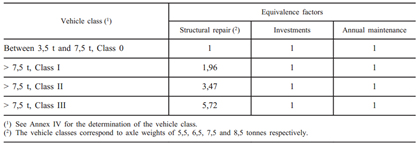 Vehicle class (¹)
Equivalence factors
Structural repair (²) Investments Annual maintenance
Between 3,5 t and 7,5 t, Class 0 1 1 1
> 7,5 t, Class I 1,96 1 1
> 7,5 t, Class II 3,47 1 1
> 7,5 t, Class III 5,72 1 1
(¹) See Annex IV for the determination of the vehicle class.
(²) The vehicle classes correspond to axle weights of 5,5, 6,5, 7,5 and 8,5 tonnes respectively.